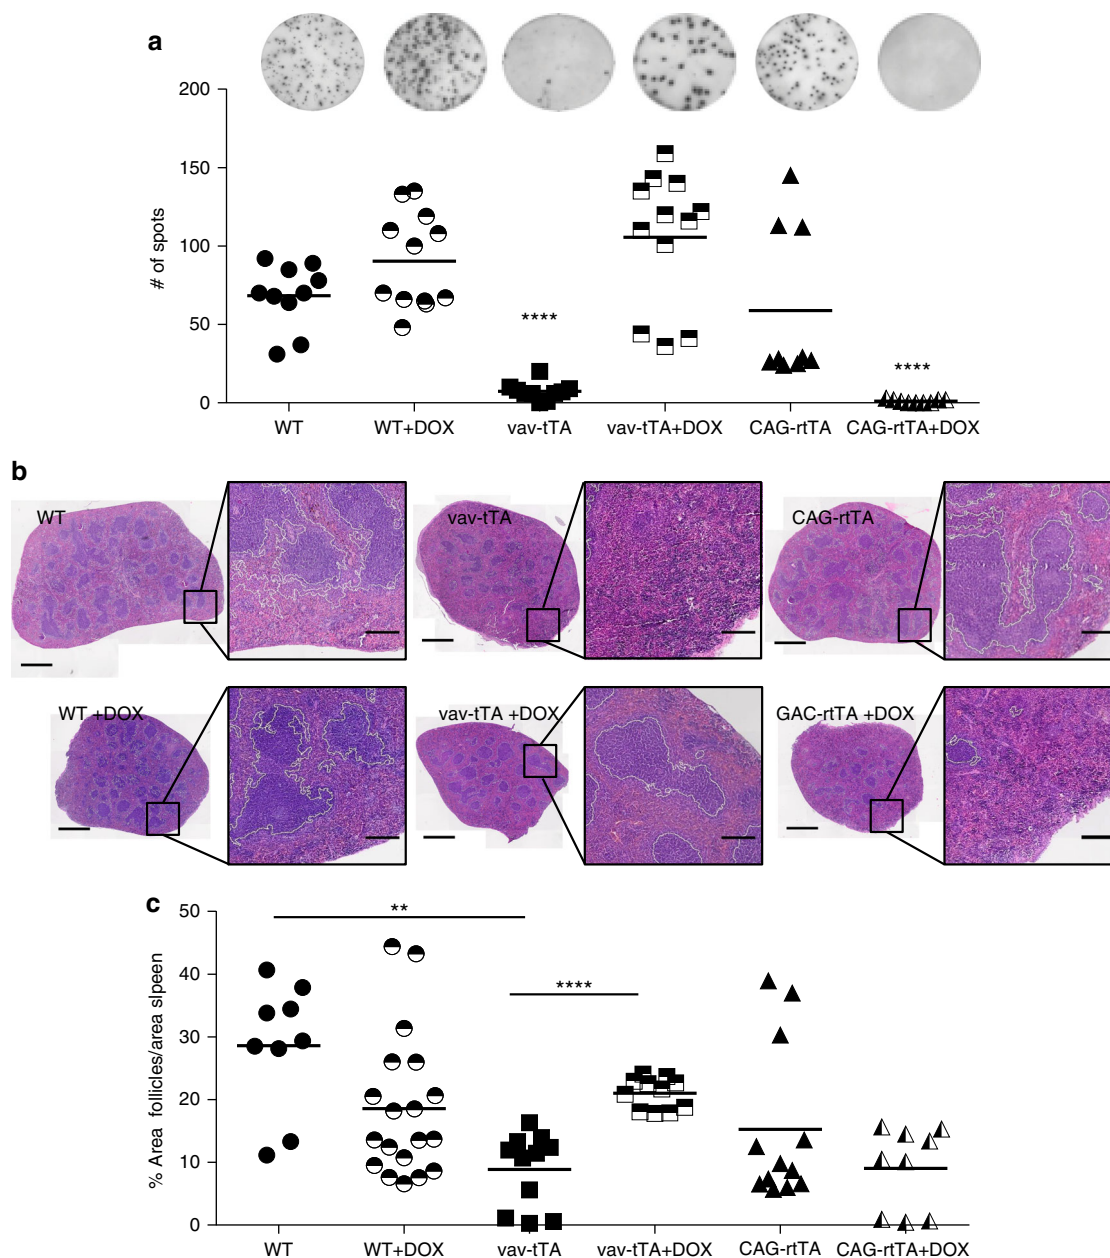 a
200
150
100
50
0
# of spots
****
****
WT
WT+DOX
vav-tTA
vav-tTA+DOX
CAG-rtTA
CAG-rtTA+DOX
b
WT
vav-tTA
CAG-rtTA
WT +DOX
vav-tTA +DOX
GAC-rtTA +DOX
c
50
40
30
20
10
0
% Area follicles/area slpeen
**
****
WT
WT+DOX
vav-tTA
vav-tTA+DOX
CAG-rtTA
CAG-rtTA+DOX